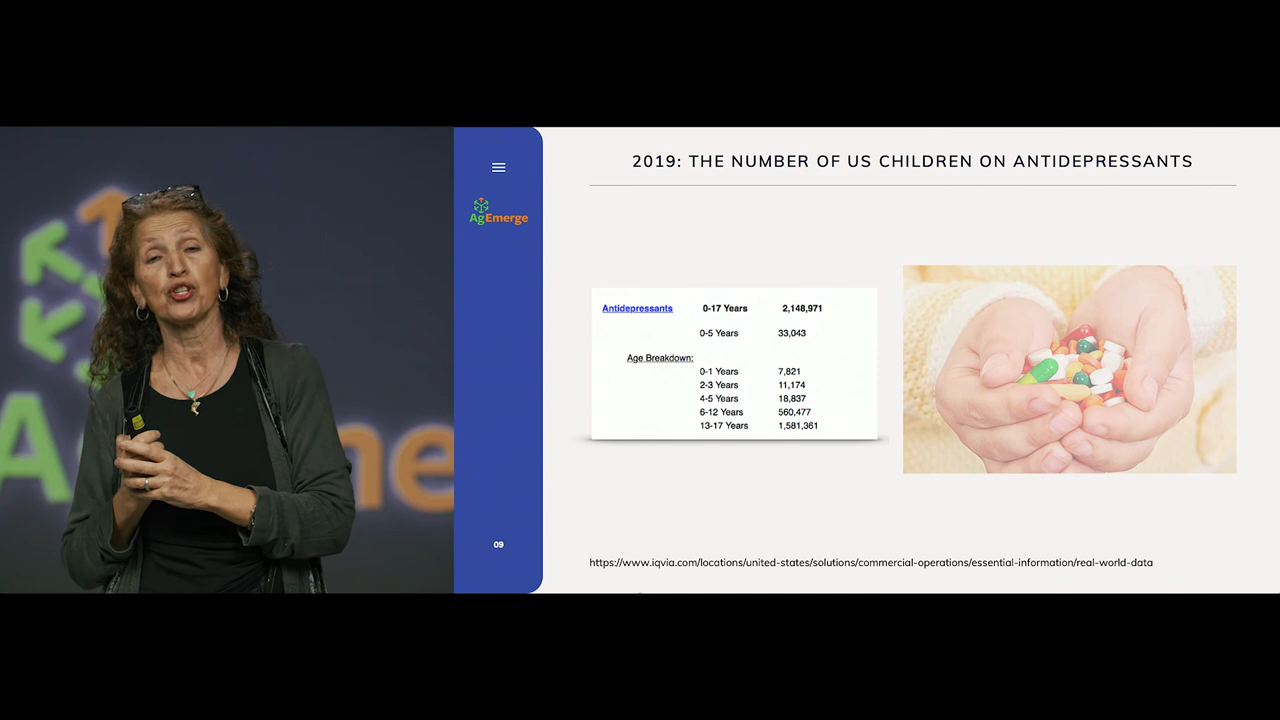 2019: THE NUMBER OF US CHILDREN ON ANTIDEPRESSANTS
AgEmerge
Antidepressants 0-17 Years 2,148,971
0-5 Years 33,043
Age Breakdown:
0-1 Years 7,821
2-3 Years 11,174
4-5 Years 18,837
6-12 Years 560,477
13-17 Years 1,581,361
09
https://www.iqvia.com/locations/united-states/solutions/commercial-operations/essential-information/real-world-data
A
me